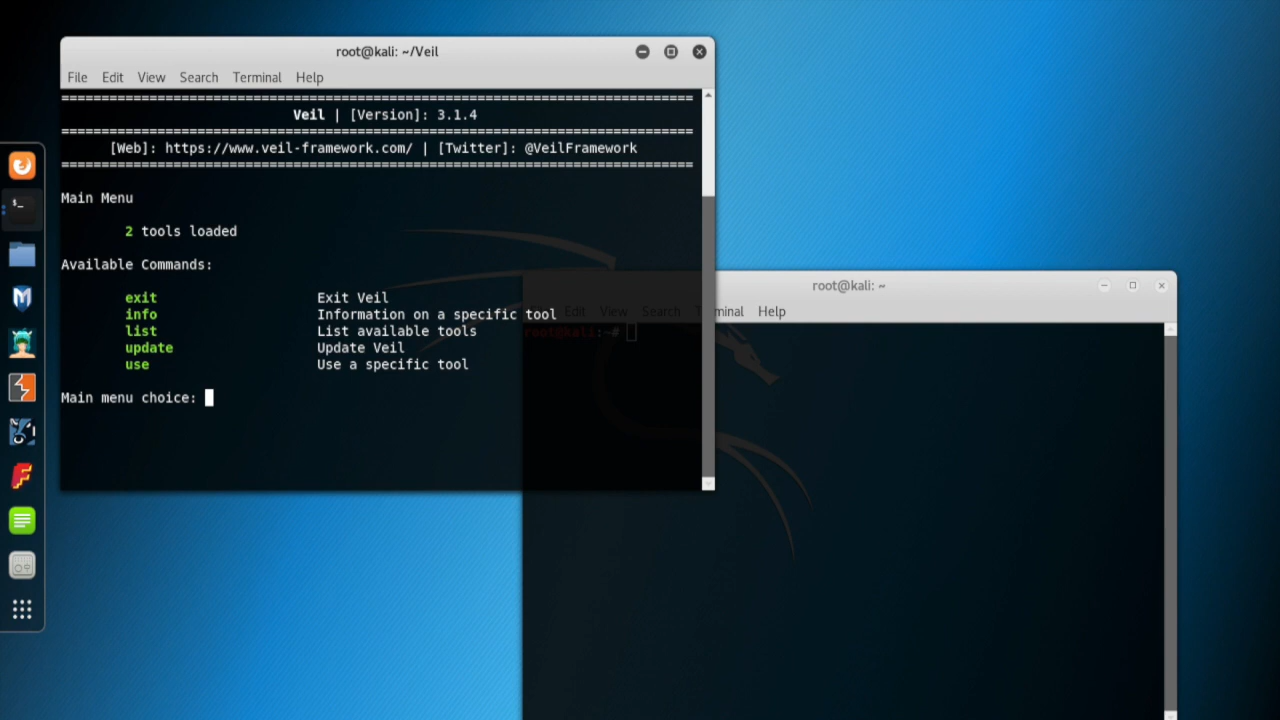 root@kali: ~/Veil
File Edit View Search Terminal Help
===============================================================================
Veil | [Version]: 3.1.4
===============================================================================
[Web]: https://www.veil-framework.com/ | [Twitter]: @VeilFramework
===============================================================================
Main Menu
2 tools loaded
Available Commands:
exit Exit Veil
info Information on a specific tool
list List available tools
update Update Veil
use Use a specific tool
Main menu choice:
root@kali: ~
Edit View Search Terminal Help
root@kali:~#